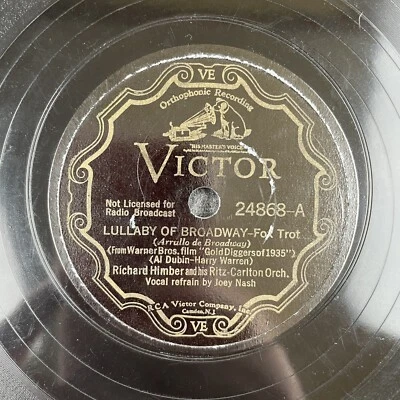 VE
Orthophonic Recording
"HIS MASTER'S VOICE"
VICTOR
Not Licensed for
Radio Broadcast
24868-A
LULLABY OF BROADWAY-Fox Trot
(Arrullo de Broadway)
(From Warner Bros. film "Gold Diggers of 1935")
(Al Dubin-Harry Warren)
Richard Himber and his Ritz-Carlton Orch.
Vocal refrain by Joey Nash
RCA Victor Company, Inc.
Camden, N.J.
VE